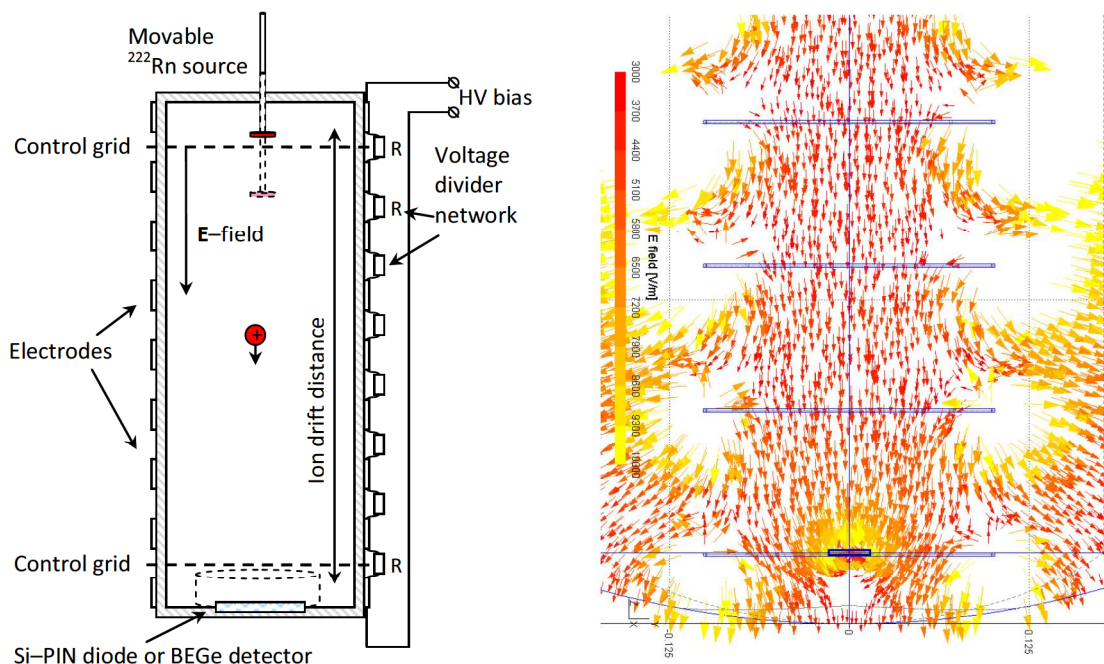 Movable
²²²Rn source
HV bias
Control grid
R
Voltage
divider
network
R
E–field
Ion drift distance
+
Electrodes
Control grid
R
Si–PIN diode or BEGe detector
3000
3700
4400
5100
5800
6500
7200
7900
8600
9300
10000
E field [V/m]
-0.125
0
0.125